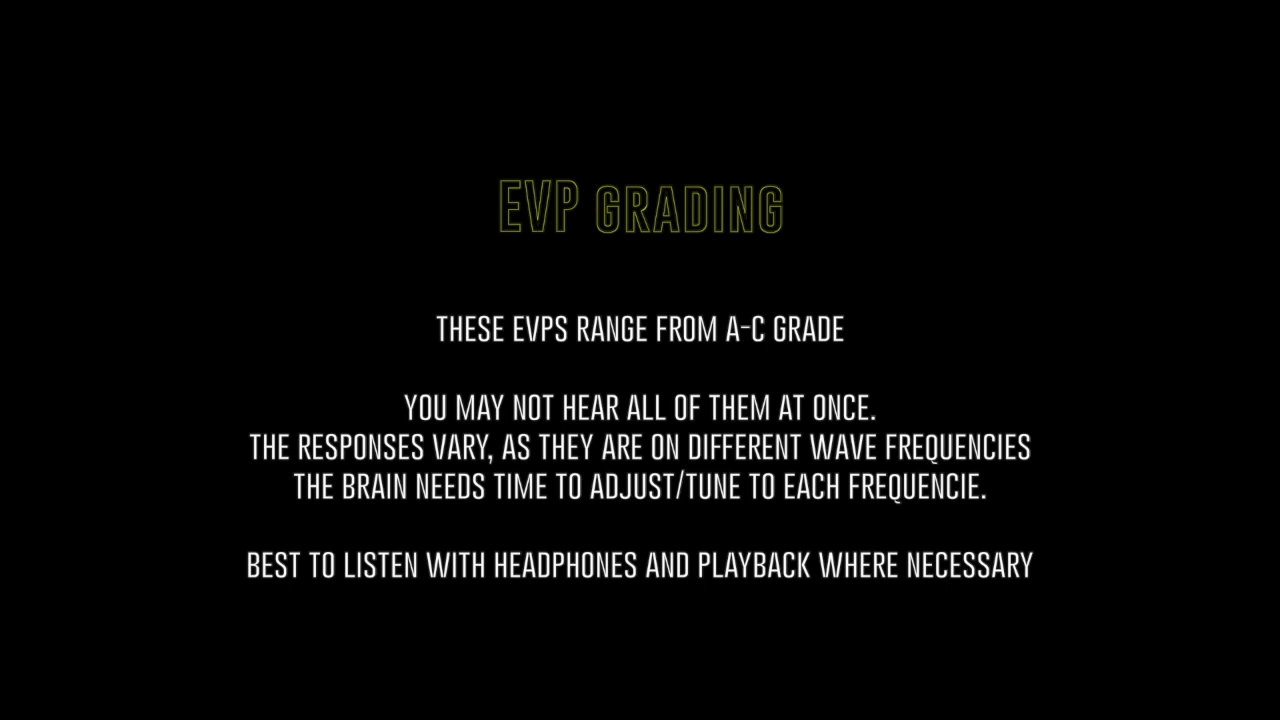 EVP GRADING
THESE EVPS RANGE FROM A-C GRADE
YOU MAY NOT HEAR ALL OF THEM AT ONCE.
THE RESPONSES VARY, AS THEY ARE ON DIFFERENT WAVE FREQUENCIES
THE BRAIN NEEDS TIME TO ADJUST/TUNE TO EACH FREQUENCIE.
BEST TO LISTEN WITH HEADPHONES AND PLAYBACK WHERE NECESSARY